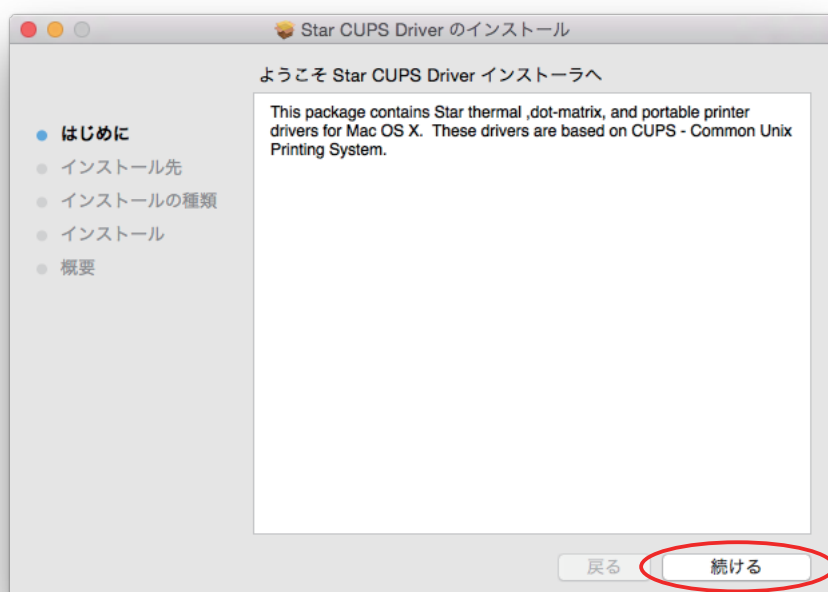 Star CUPS Driver のインストール
ようこそ Star CUPS Driver インストーラへ
はじめに
インストール先
インストールの種類
インストール
概要
This package contains Star thermal ,dot-matrix, and portable printer
drivers for Mac OS X.  These drivers are based on CUPS - Common Unix
Printing System.
戻る
続ける